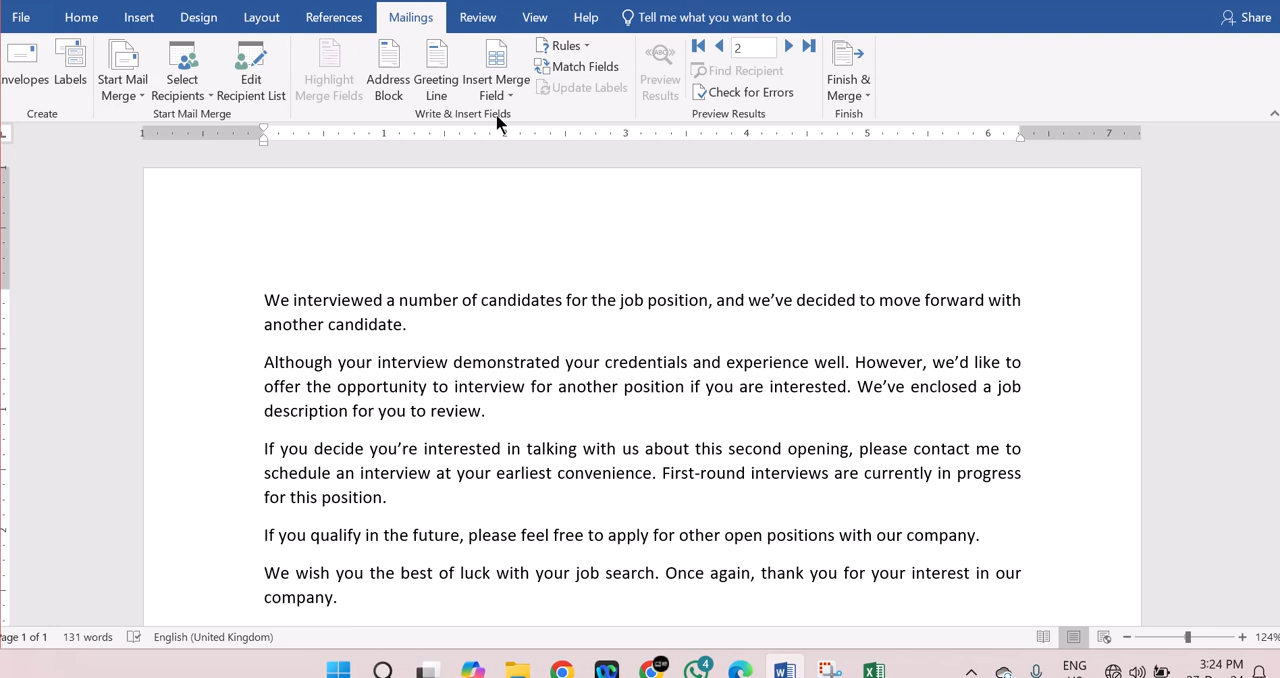 File Home Insert Design Layout References Mailings Review View Help Tell me what you want to do Share
nvelopes Labels Start Mail Merge Select Recipients Edit Recipient List Highlight Merge Fields Address Block Greeting Line Insert Merge Field Rules Match Fields Update Labels Preview Results 2 Find Recipient Check for Errors Finish & Merge
Create Start Mail Merge Write & Insert Fields Preview Results Finish
1 1 2 3 4 5 6 7
We interviewed a number of candidates for the job position, and we’ve decided to move forward with
another candidate.
Although your interview demonstrated your credentials and experience well. However, we’d like to
offer the opportunity to interview for another position if you are interested. We’ve enclosed a job
description for you to review.
If you decide you’re interested in talking with us about this second opening, please contact me to
schedule an interview at your earliest convenience. First-round interviews are currently in progress
for this position.
If you qualify in the future, please feel free to apply for other open positions with our company.
We wish you the best of luck with your job search. Once again, thank you for your interest in our
company.
age 1 of 1 131 words English (United Kingdom) 124%
4 ENG 3:24 PM